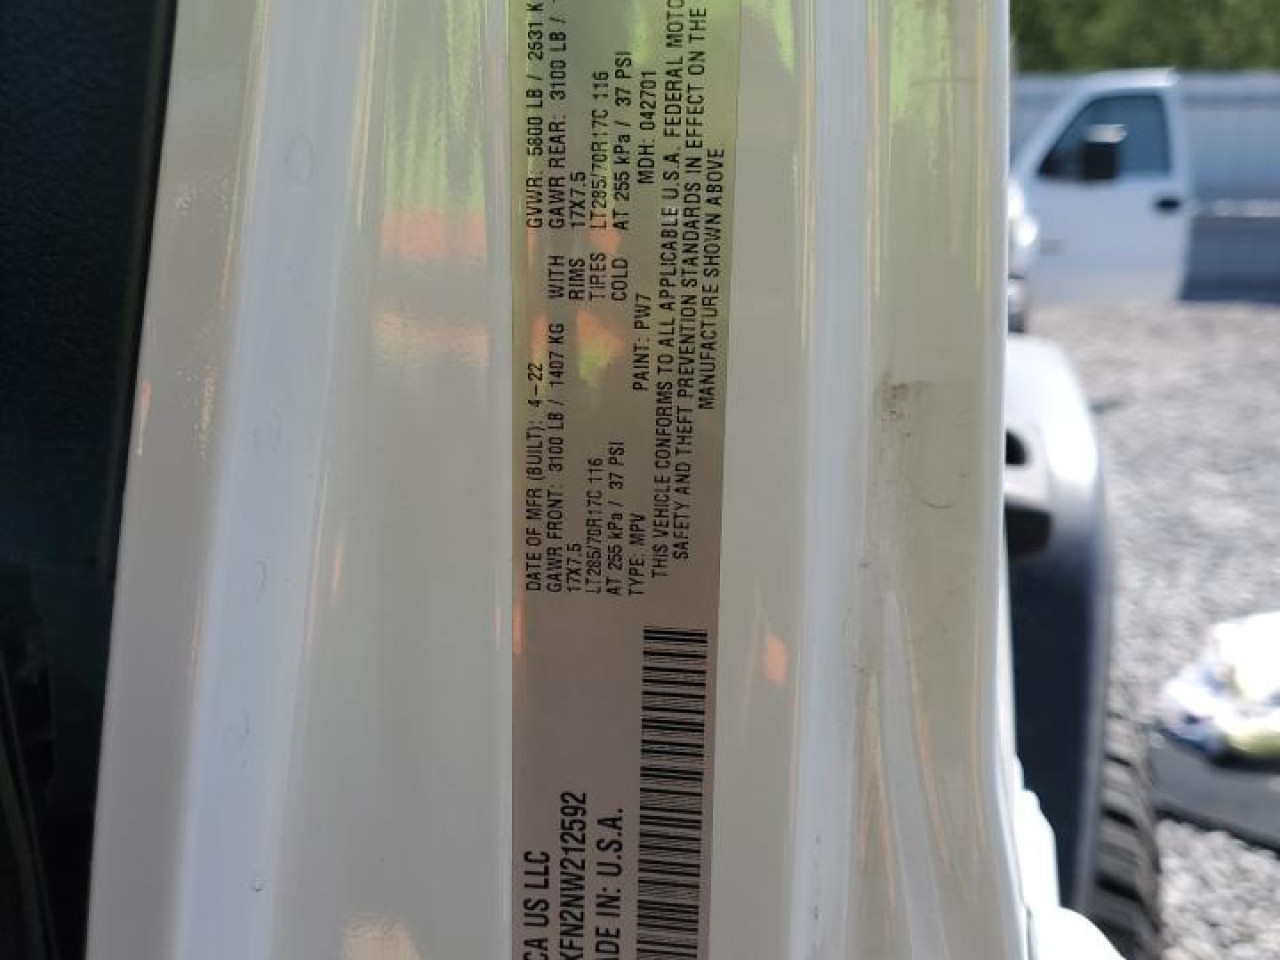 DATE OF MFR (BUILT): 4-22 GVWR: 5800 LB / 2631 K
GAWR FRONT: 3100 LB / 1407 KG WITH GAWR REAR: 3100 LB /
17X7.5 RIMS 17X7.5
LT285/70R17C 116 TIRES LT285/70R17C 116
AT 255 kPa / 37 PSI COLD AT 255 kPa / 37 PSI
TYPE: MPV PAINT: PW7 MDH: 042701
THIS VEHICLE CONFORMS TO ALL APPLICABLE U.S.A. FEDERAL MOTO
SAFETY AND THEFT PREVENTION STANDARDS IN EFFECT ON THE
MANUFACTURE SHOWN ABOVE
CA US LLC
XFN2NW212592
ADE IN: U.S.A.